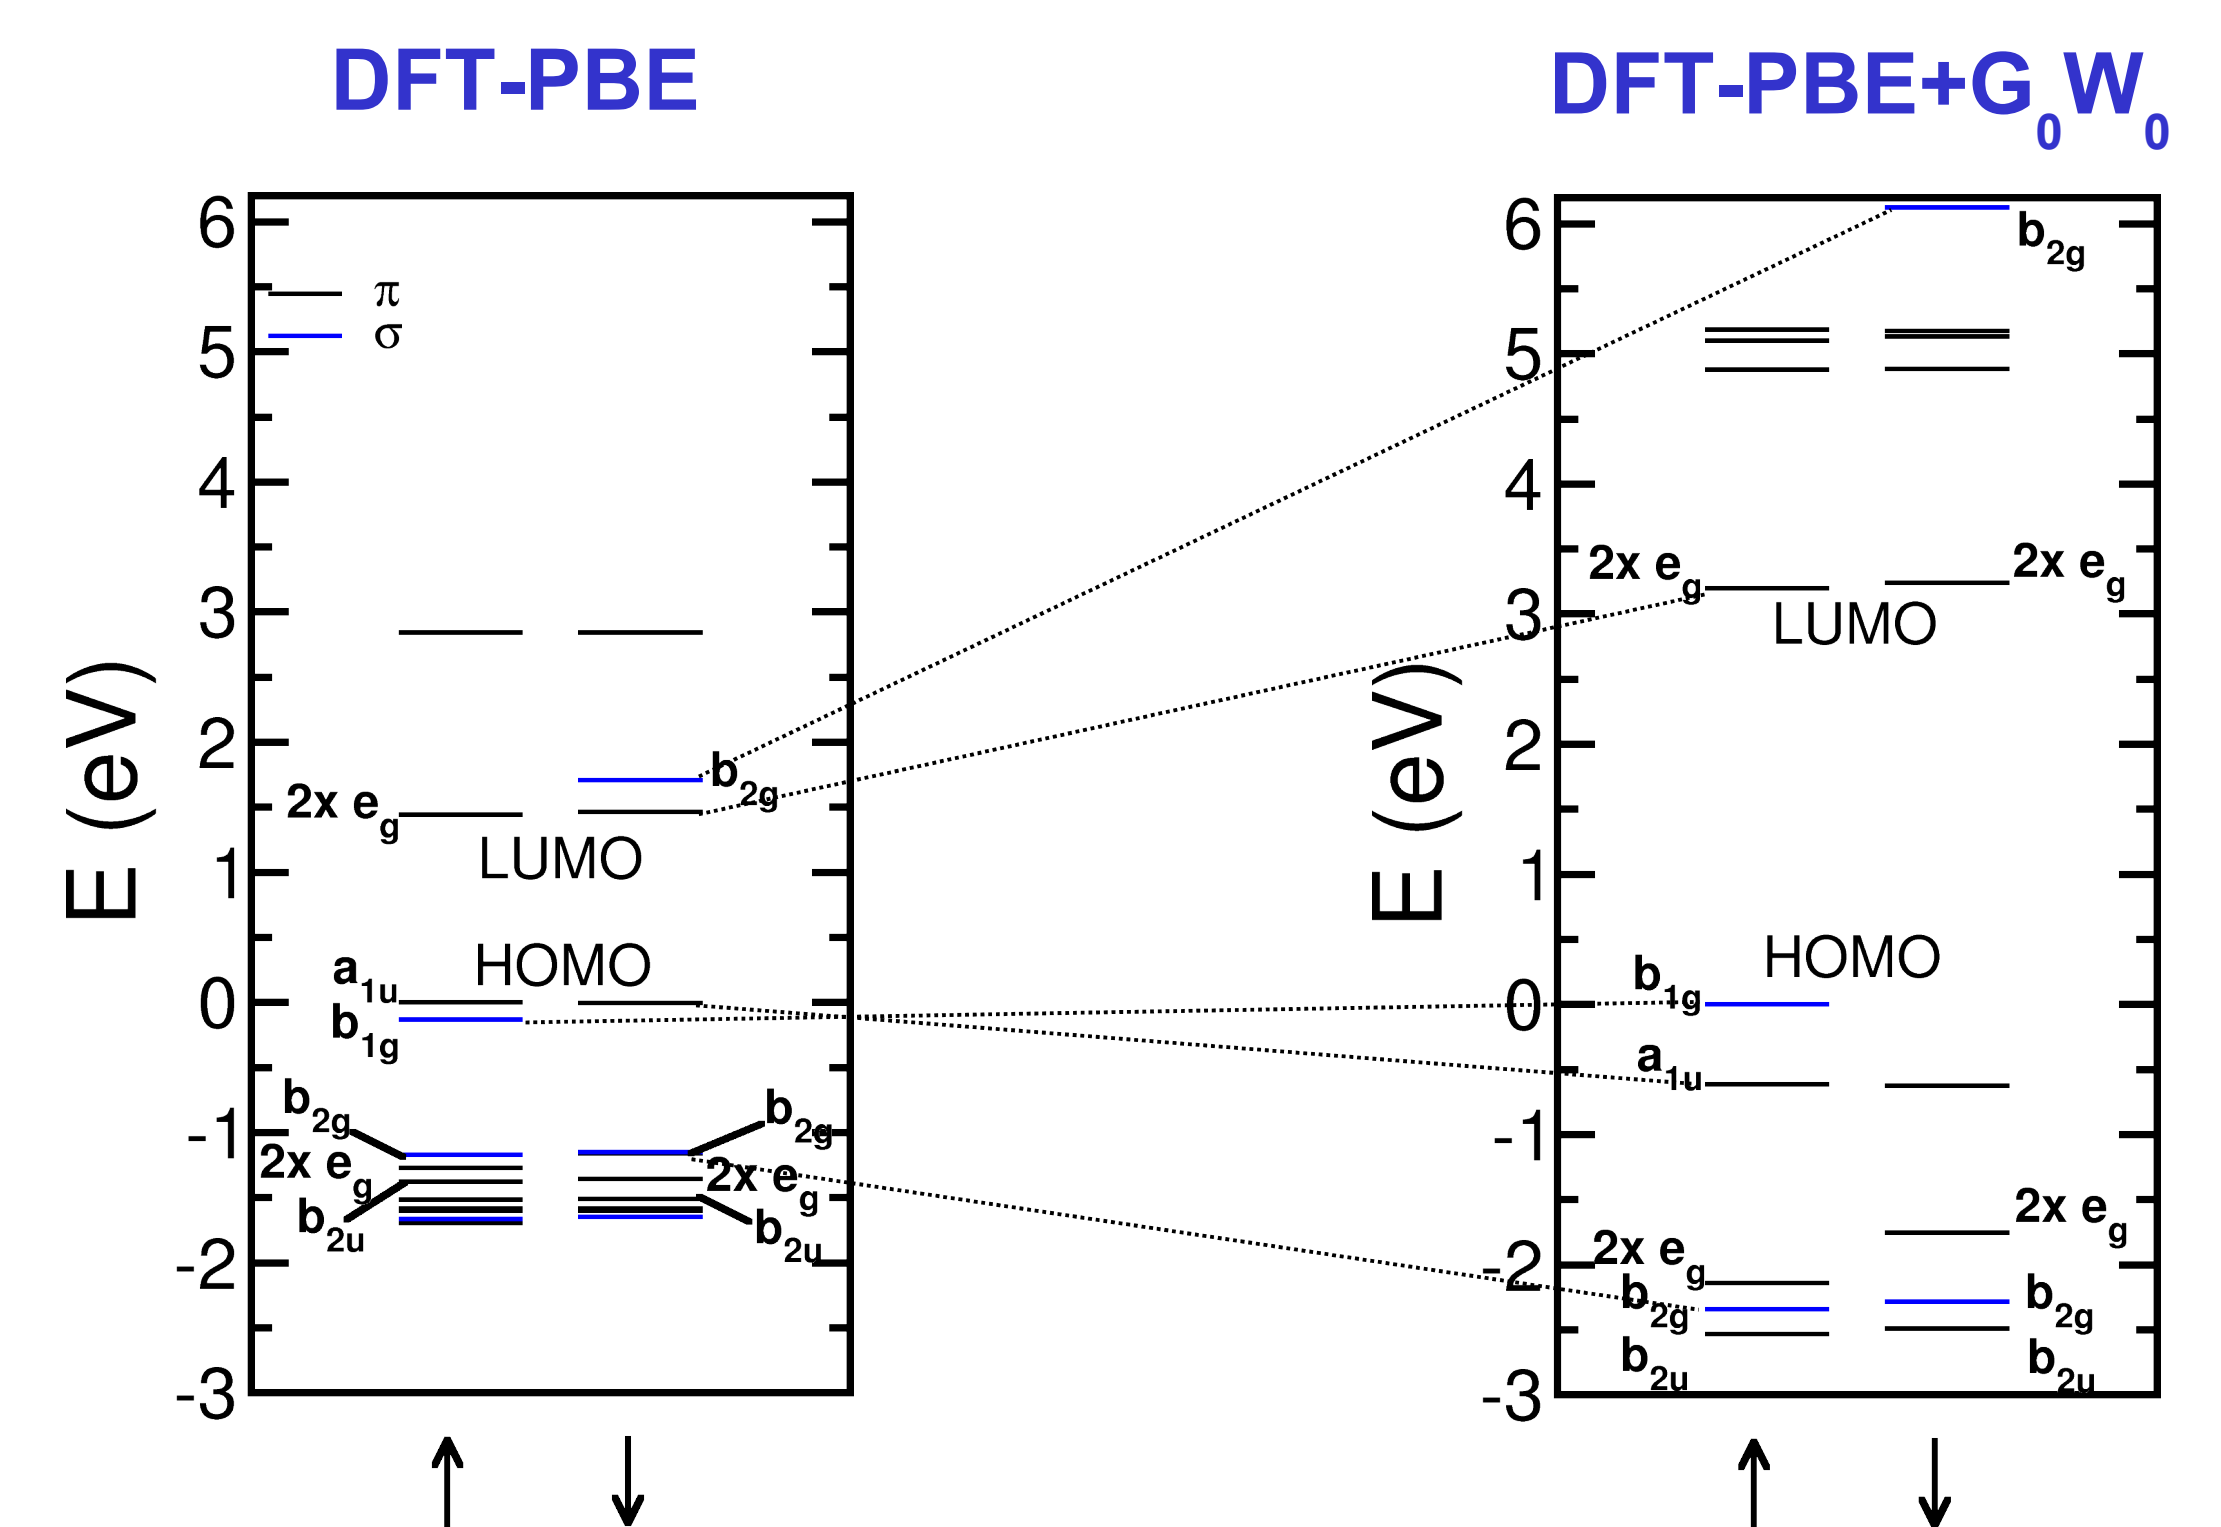 DFT-PBE
DFT-PBE+G₀W₀
E (eV)
6
5
4
3
2
1
0
-1
-2
-3
π
σ
b₂g
2x eg
LUMO
HOMO
a₁u
b₁g
b₂g
2x eg
b₂u
b₂g
2x eg
b₂u
E (eV)
6
5
4
3
2
1
0
-1
-2
-3
b₂g
2x eg
2x eg
LUMO
HOMO
b₁g
a₁u
2x eg
2x eg
b₂g
b₂g
b₂u
b₂u